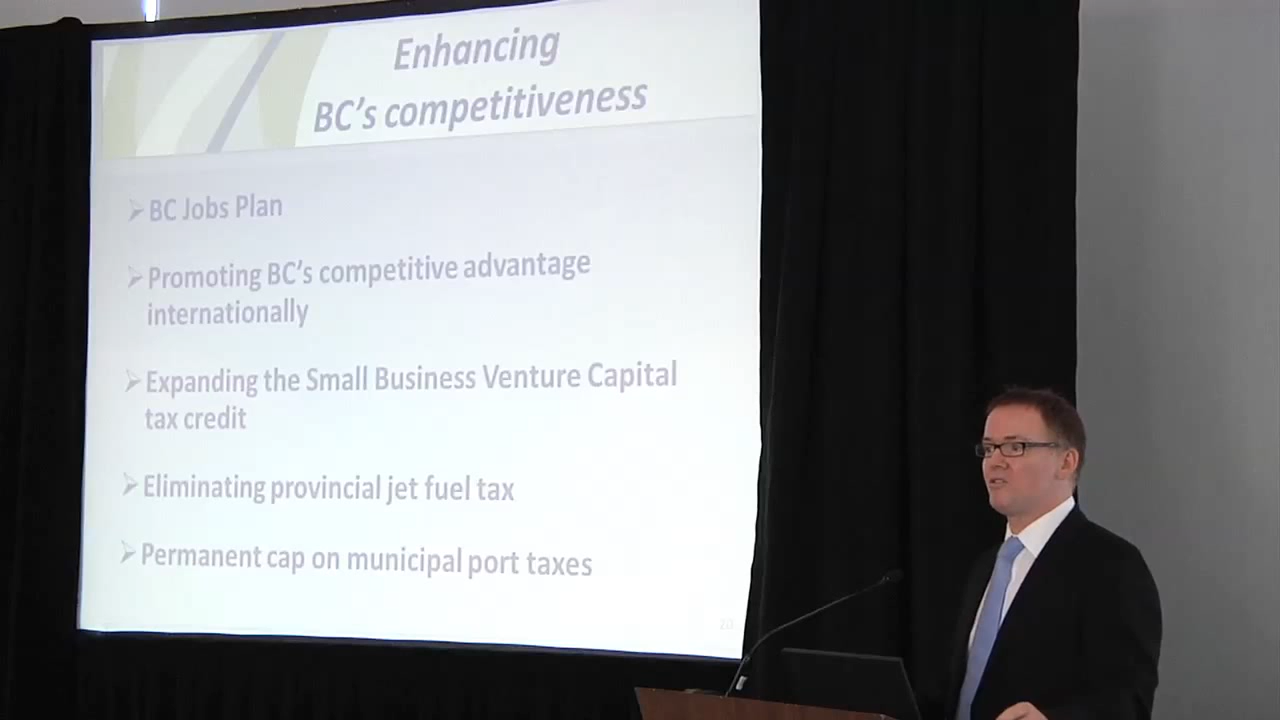 Enhancing
BC's competitiveness
BC Jobs Plan
Promoting BC's competitive advantage
internationally
Expanding the Small Business Venture Capital
tax credit
Eliminating provincial jet fuel tax
Permanent cap on municipal port taxes
20